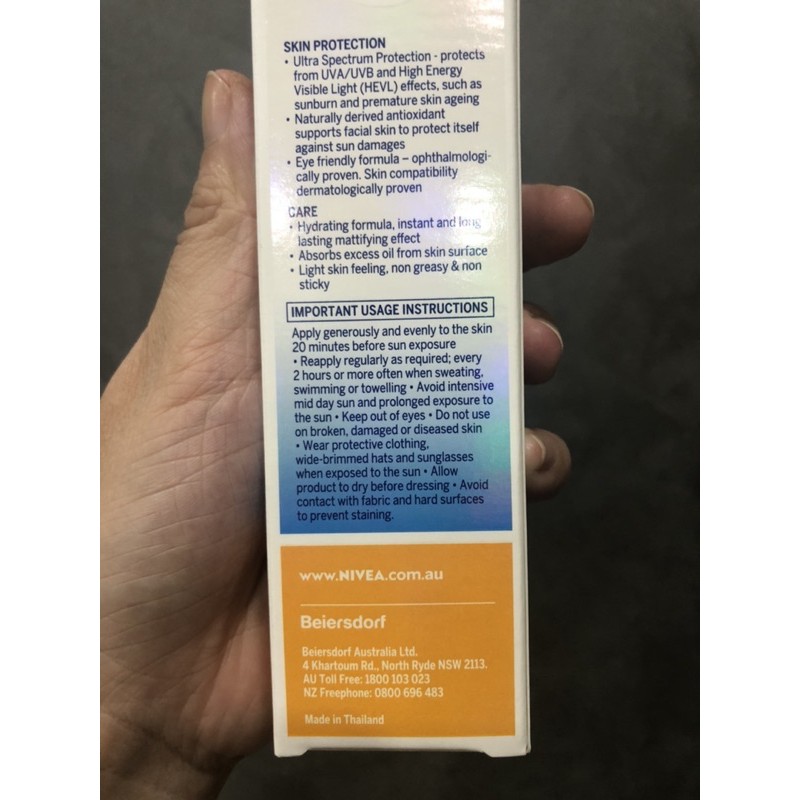 SKIN PROTECTION
• Ultra Spectrum Protection - protects
from UVA/UVB and High Energy
Visible Light (HEVL) effects, such as
sunburn and premature skin ageing
• Naturally derived antioxidant
supports facial skin to protect itself
against sun damages
• Eye friendly formula – ophthalmologi-
cally proven. Skin compatibility
dermatologically proven
CARE
• Hydrating formula, instant and long
lasting mattifying effect
• Absorbs excess oil from skin surface
• Light skin feeling, non greasy & non
sticky
IMPORTANT USAGE INSTRUCTIONS
Apply generously and evenly to the skin
20 minutes before sun exposure
• Reapply regularly as required; every
2 hours or more often when sweating,
swimming or towelling • Avoid intensive
mid day sun and prolonged exposure to
the sun • Keep out of eyes • Do not use
on broken, damaged or diseased skin
• Wear protective clothing,
wide-brimmed hats and sunglasses
when exposed to the sun • Allow
product to dry before dressing • Avoid
contact with fabric and hard surfaces
to prevent staining.
www.NIVEA.com.au
Beiersdorf
Beiersdorf Australia Ltd.
4 Khartoum Rd., North Ryde NSW 2113.
AU Toll Free: 1800 103 023
NZ Freephone: 0800 696 483
Made in Thailand